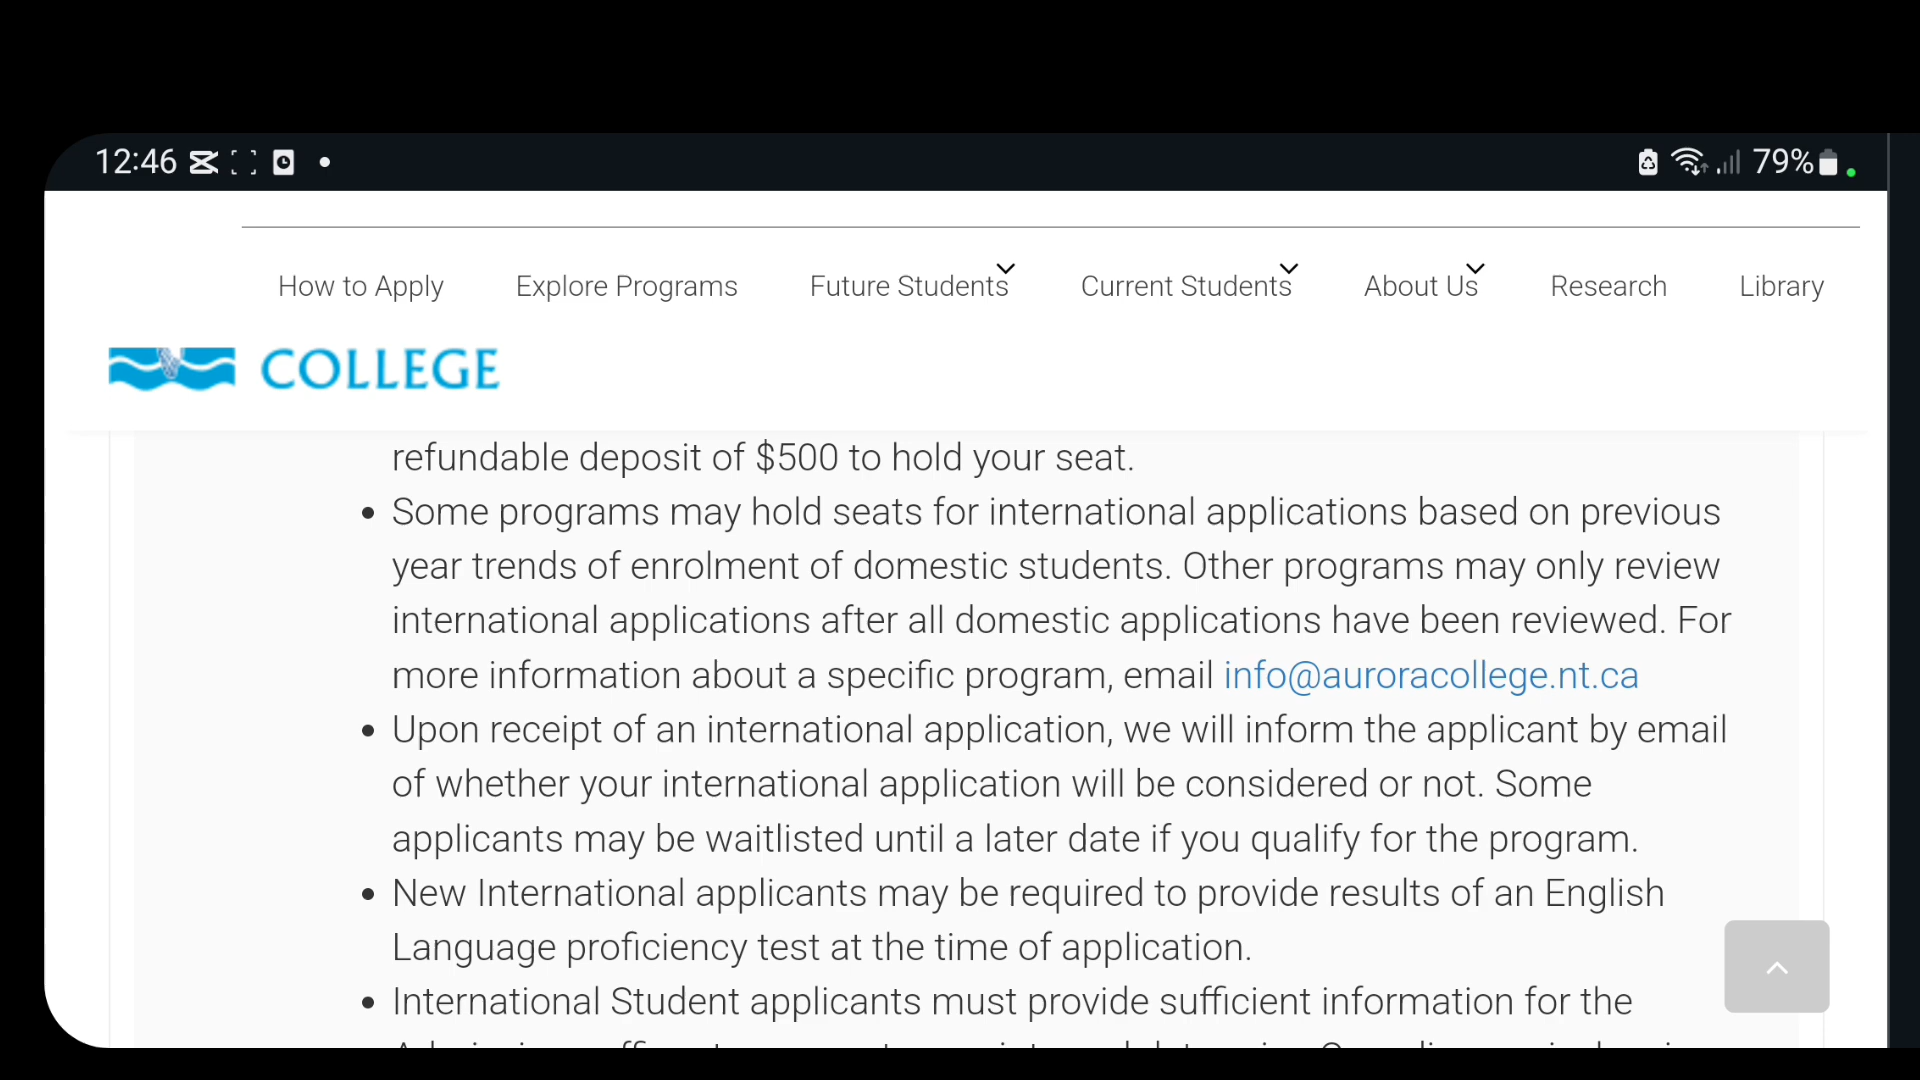 12:46
79%
How to Apply Explore Programs Future Students Current Students About Us Research Library
COLLEGE
refundable deposit of $500 to hold your seat.
• Some programs may hold seats for international applications based on previous
year trends of enrolment of domestic students. Other programs may only review
international applications after all domestic applications have been reviewed. For
more information about a specific program, email info@auroracollege.nt.ca
• Upon receipt of an international application, we will inform the applicant by email
of whether your international application will be considered or not. Some
applicants may be waitlisted until a later date if you qualify for the program.
• New International applicants may be required to provide results of an English
Language proficiency test at the time of application.
• International Student applicants must provide sufficient information for the